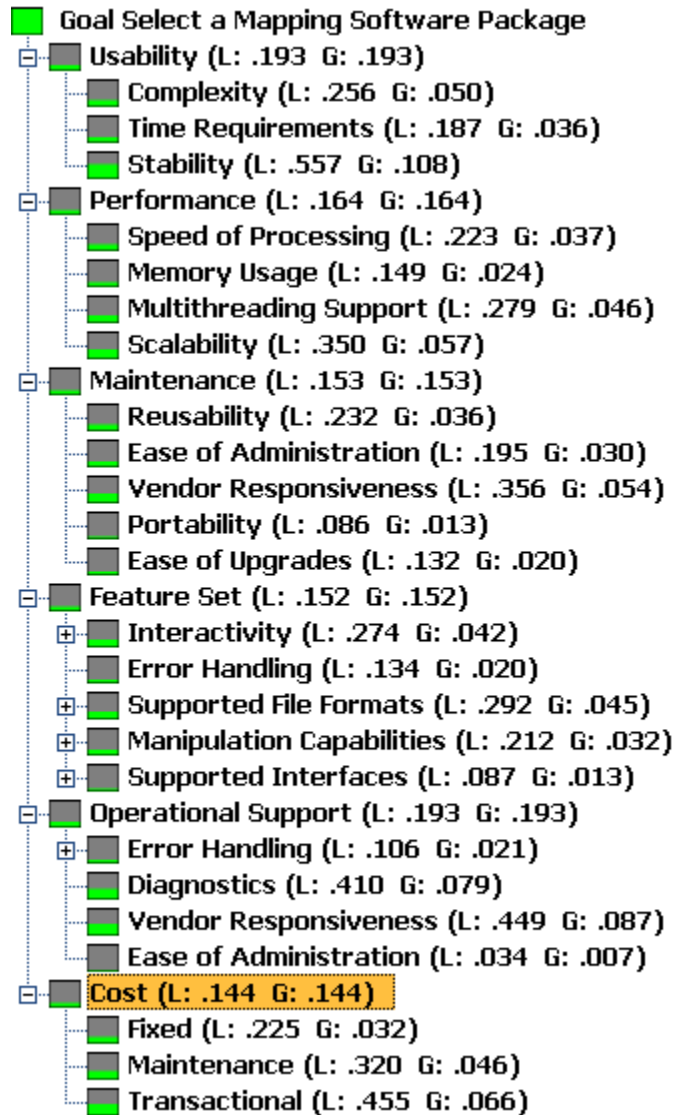 Goal Select a Mapping Software Package
Usability (L: .193 G: .193)
Complexity (L: .256 G: .050)
Time Requirements (L: .187 G: .036)
Stability (L: .557 G: .108)
Performance (L: .164 G: .164)
Speed of Processing (L: .223 G: .037)
Memory Usage (L: .149 G: .024)
Multithreading Support (L: .279 G: .046)
Scalability (L: .350 G: .057)
Maintenance (L: .153 G: .153)
Reusability (L: .232 G: .036)
Ease of Administration (L: .195 G: .030)
Vendor Responsiveness (L: .356 G: .054)
Portability (L: .086 G: .013)
Ease of Upgrades (L: .132 G: .020)
Feature Set (L: .152 G: .152)
Interactivity (L: .274 G: .042)
Error Handling (L: .134 G: .020)
Supported File Formats (L: .292 G: .045)
Manipulation Capabilities (L: .212 G: .032)
Supported Interfaces (L: .087 G: .013)
Operational Support (L: .193 G: .193)
Error Handling (L: .106 G: .021)
Diagnostics (L: .410 G: .079)
Vendor Responsiveness (L: .449 G: .087)
Ease of Administration (L: .034 G: .007)
Cost (L: .144 G: .144)
Fixed (L: .225 G: .032)
Maintenance (L: .320 G: .046)
Transactional (L: .455 G: .066)